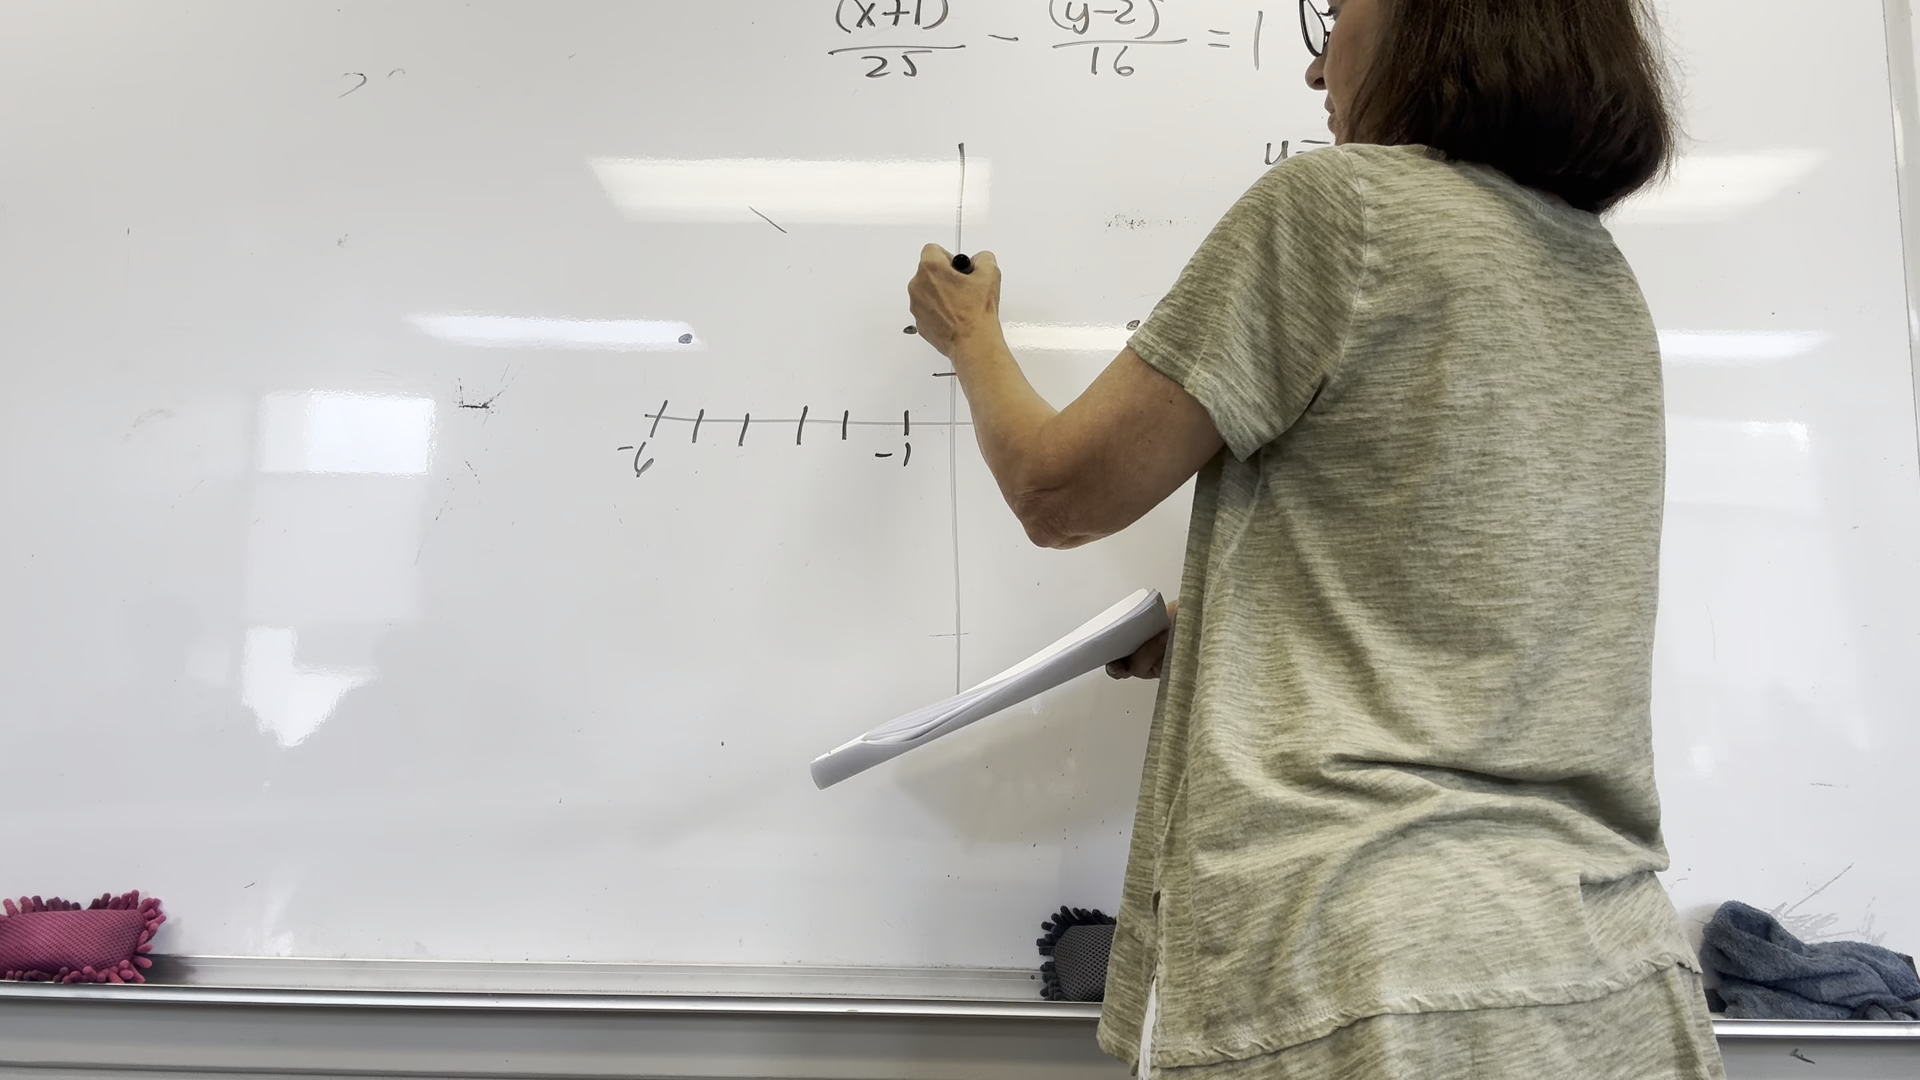 (x+1) / 25 - (y-2) / 16 = 1
y=
-6 -1